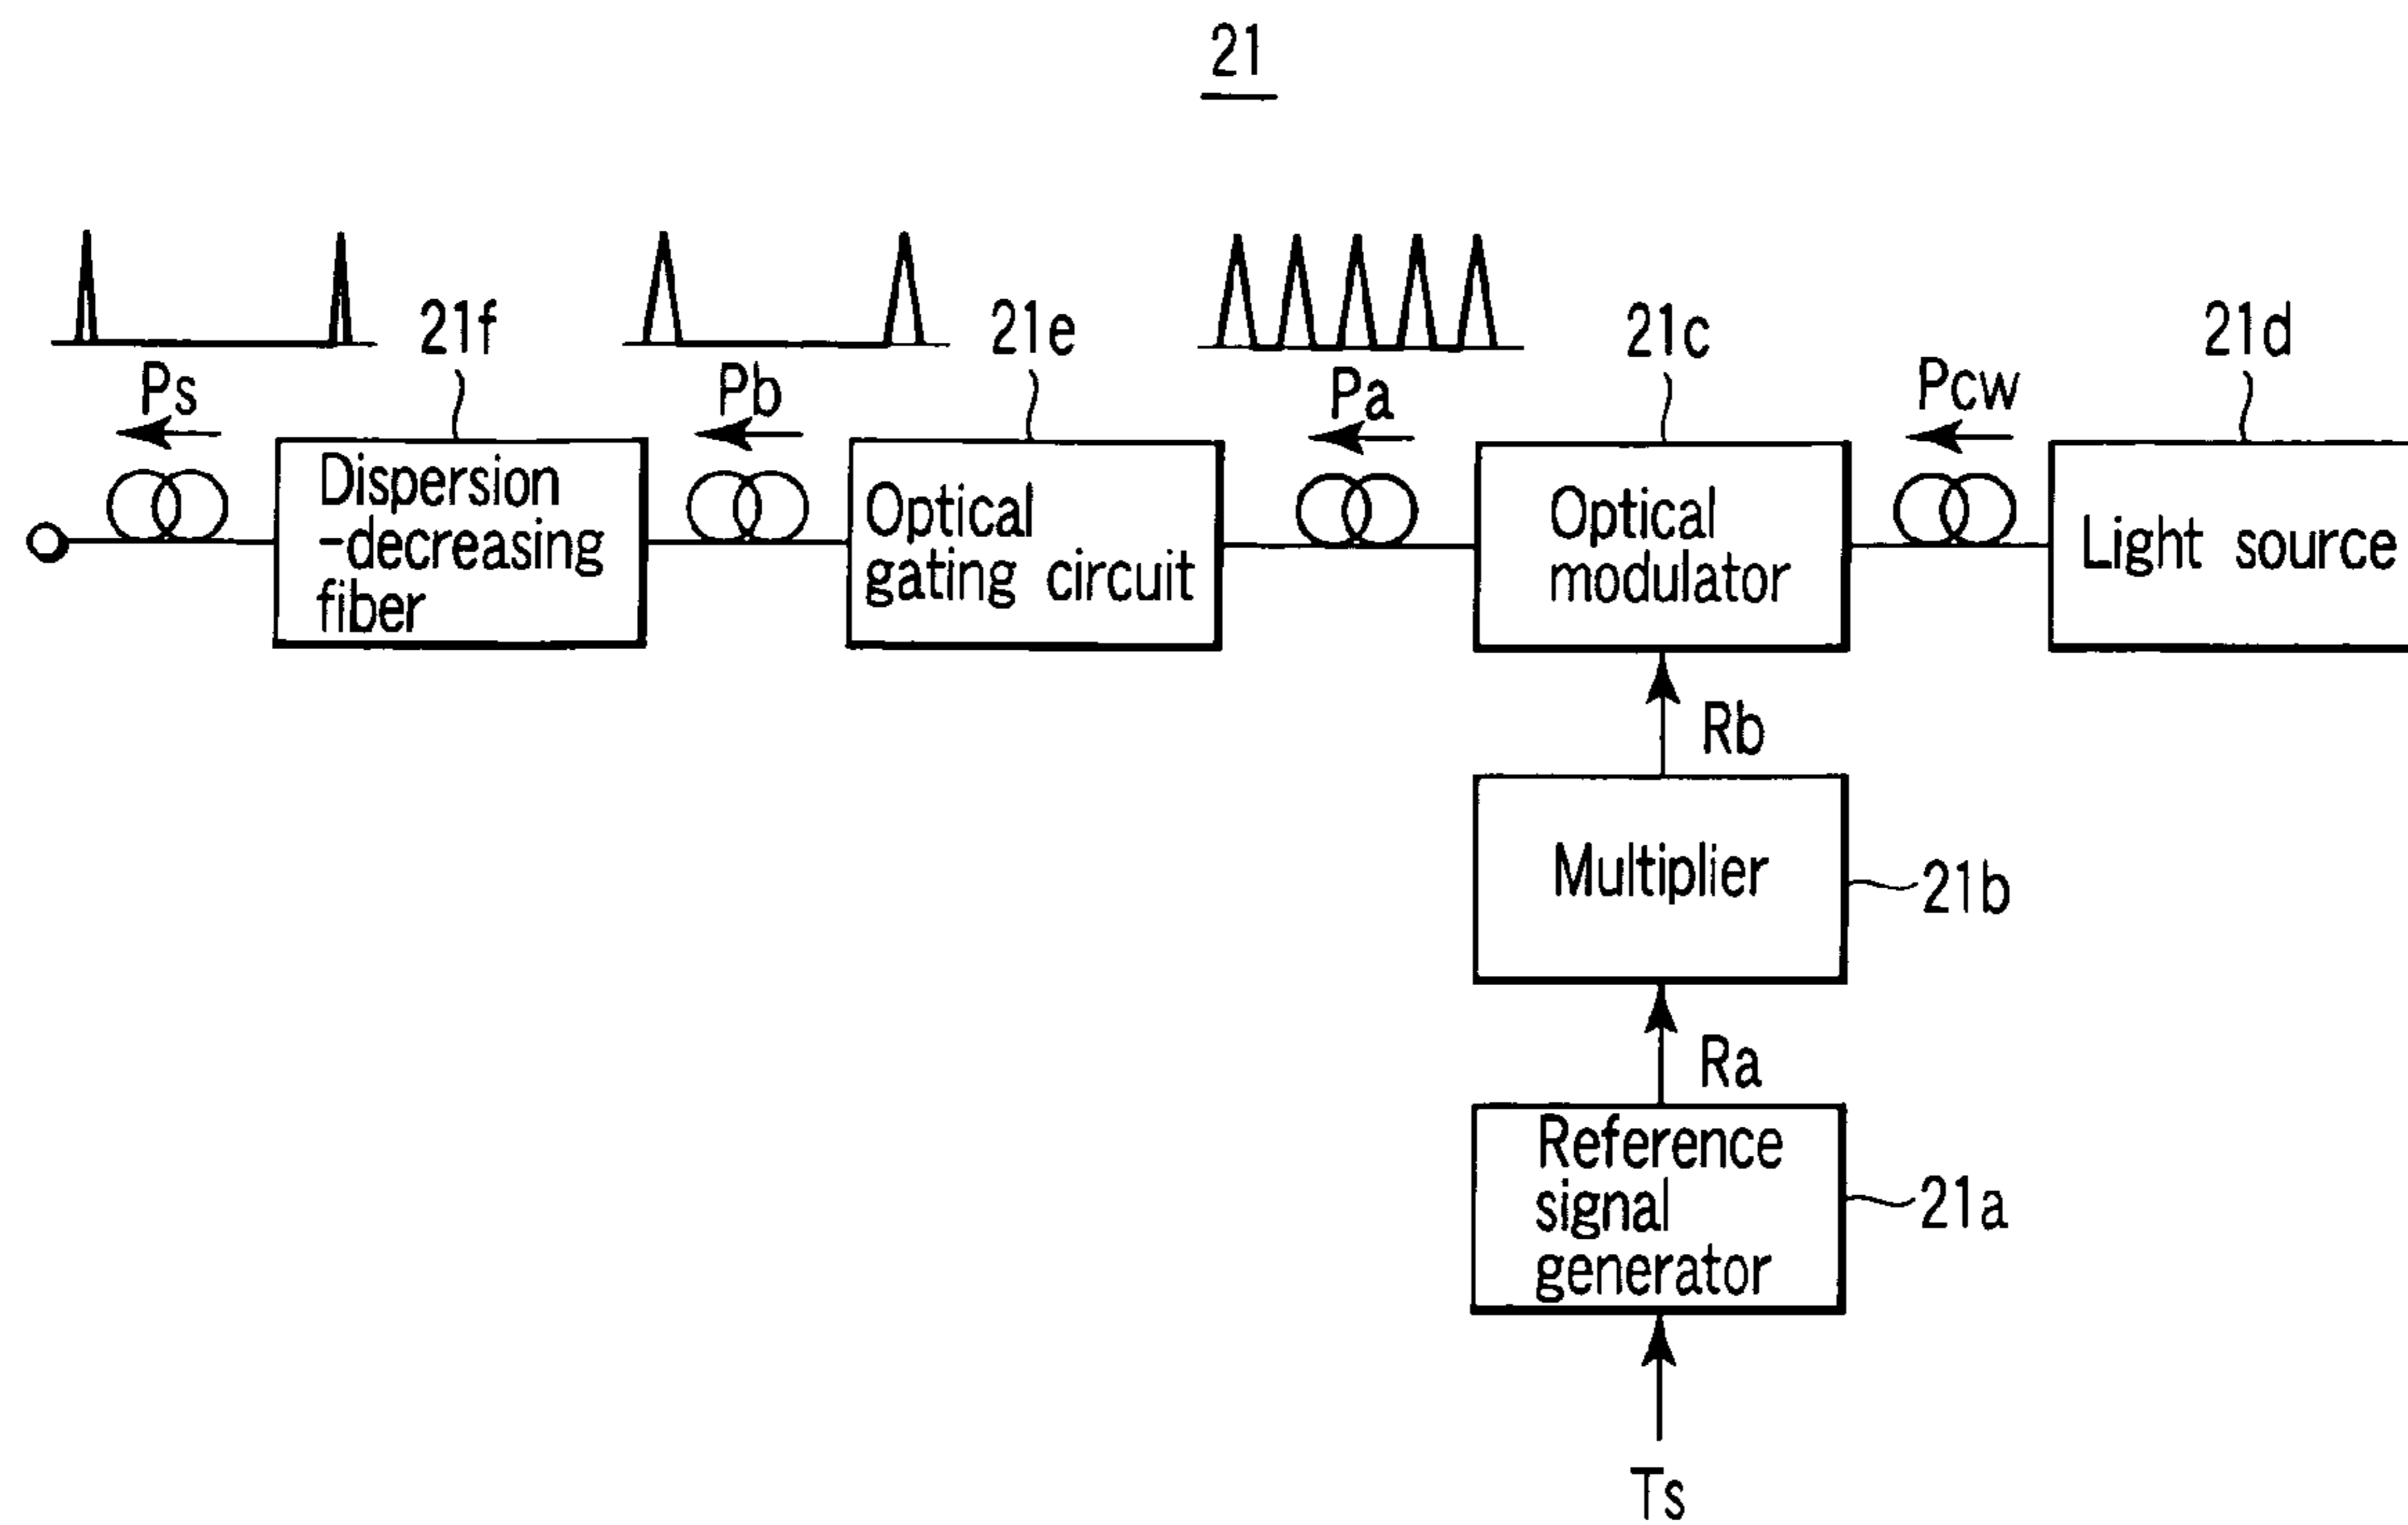 21
21f
21e
21c
21d
Ps
Pb
Pa
Pcw
Dispersion
-decreasing
fiber
Optical
gating circuit
Optical
modulator
Light source
Rb
Multiplier
21b
Ra
Reference
signal
generator
21a
Ts